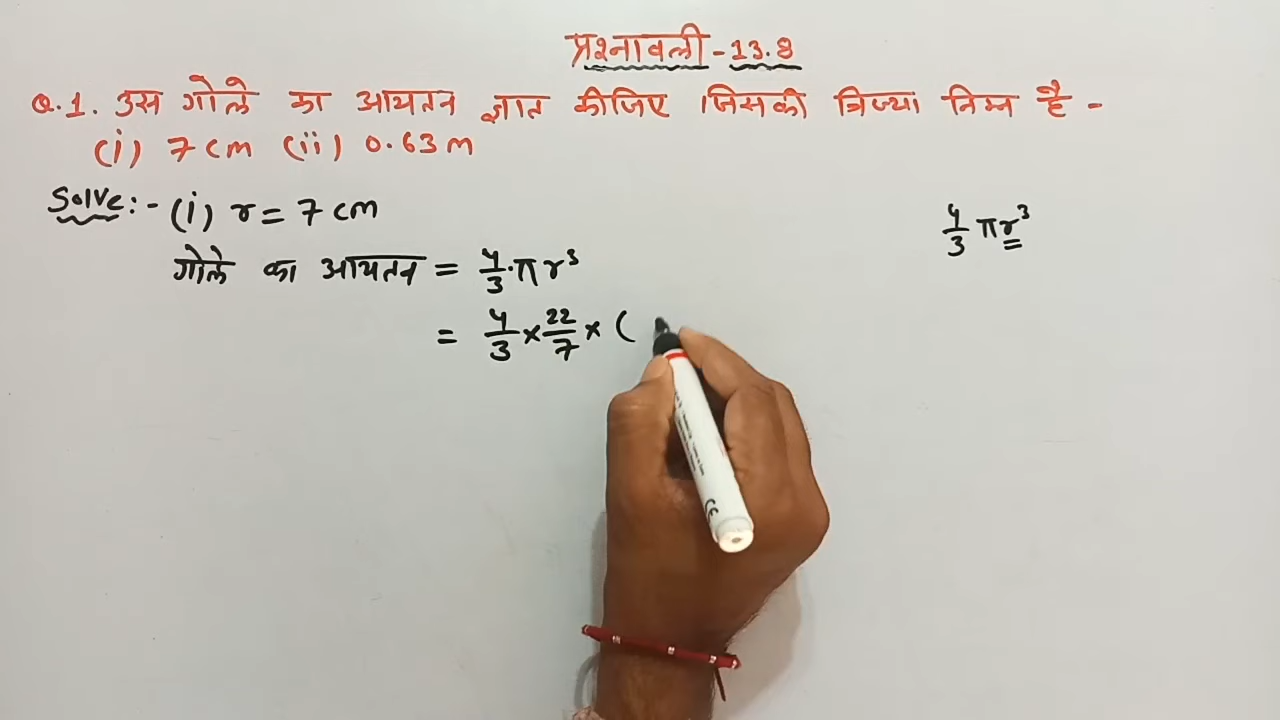 प्रश्नावली - 13.8
Q.1. उस गोले का आयतन ज्ञात कीजिए जिसकी त्रिज्या निम्न है -
(i) 7 cm (ii) 0.63 m
Solve:- (i) r = 7 cm
4/3 πr³
गोले का आयतन = 4/3·πr³
= 4/3 × 22/7 × (